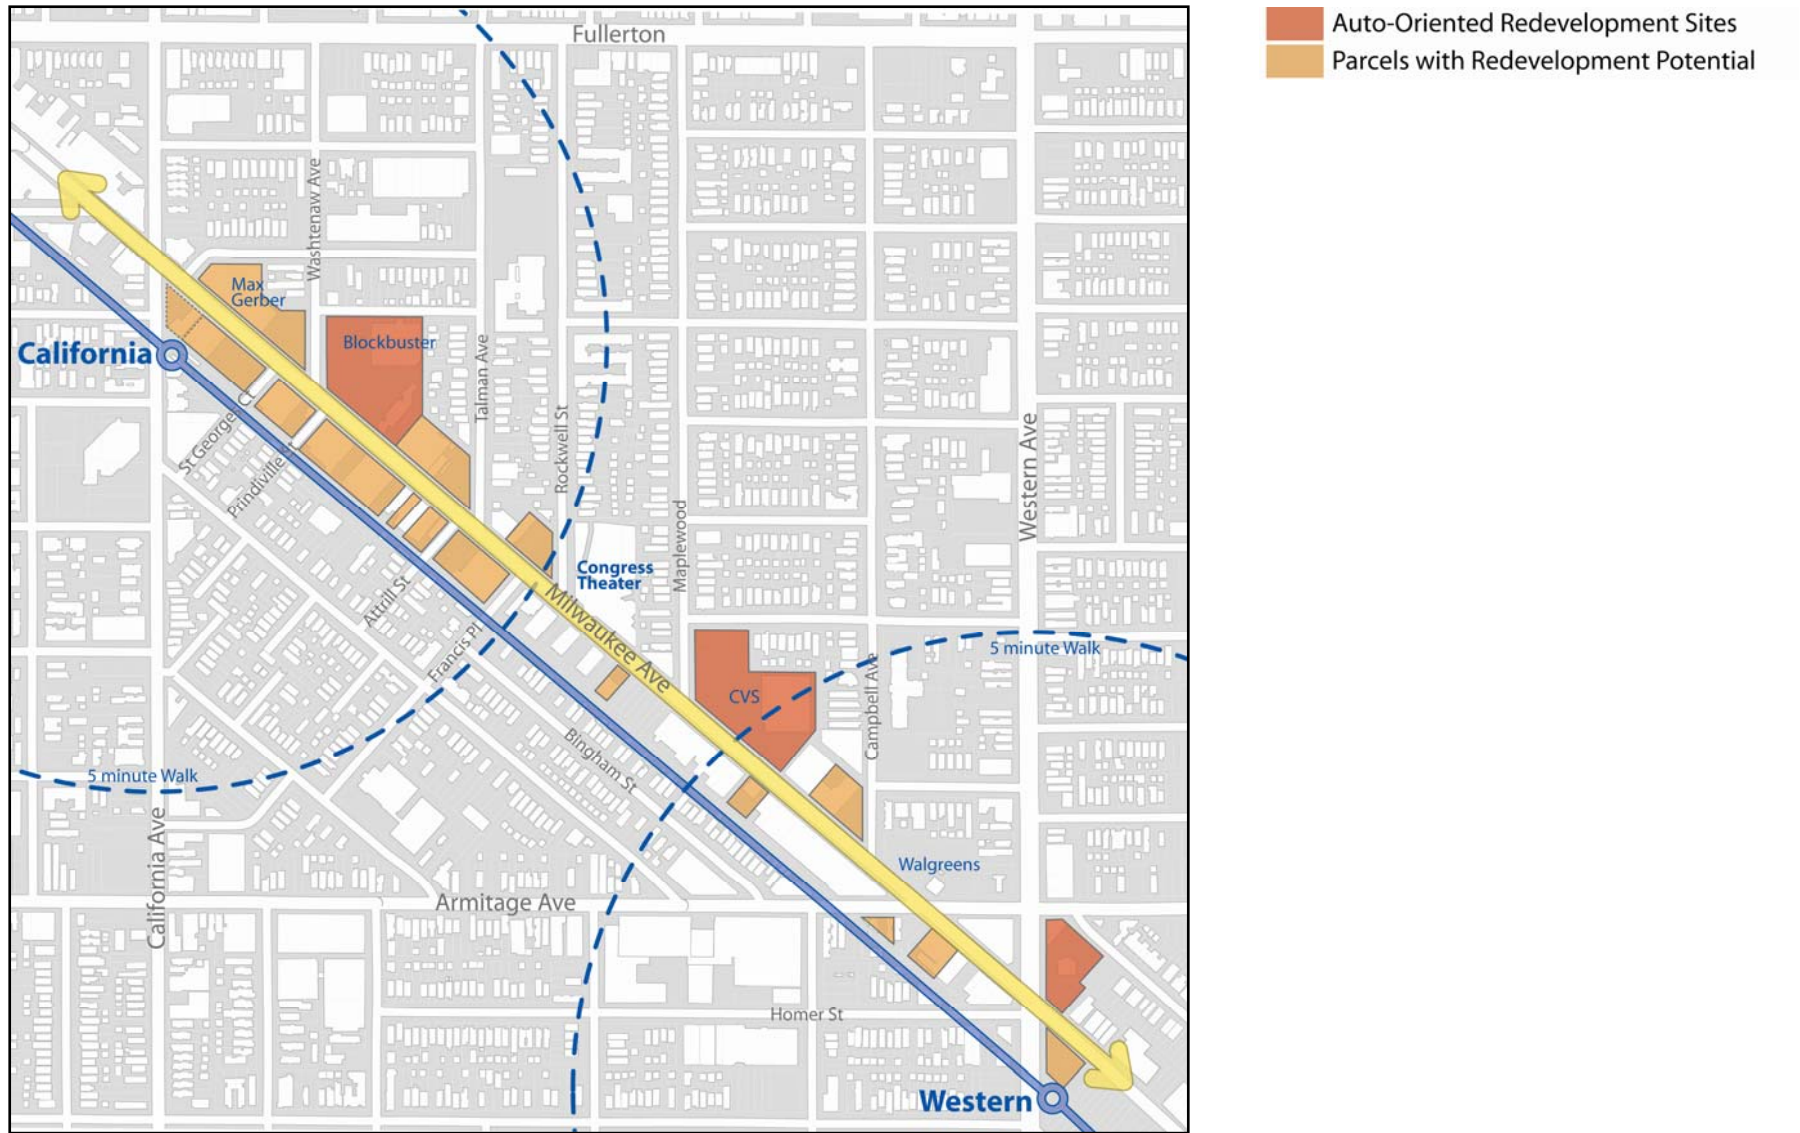 Auto-Oriented Redevelopment Sites
Parcels with Redevelopment Potential
Fullerton
Washtenaw Ave
Max
Gerber
Blockbuster
California
Talman Ave
St Georges Ct
Prindiville
Rockwell St
Western Ave
Maplewood
Congress
Theater
Attrill St
Milwaukee Ave
Francis Pl
5 minute Walk
CVS
Campbell Ave
Bingham St
5 minute Walk
California Ave
Walgreens
Armitage Ave
Homer St
Western